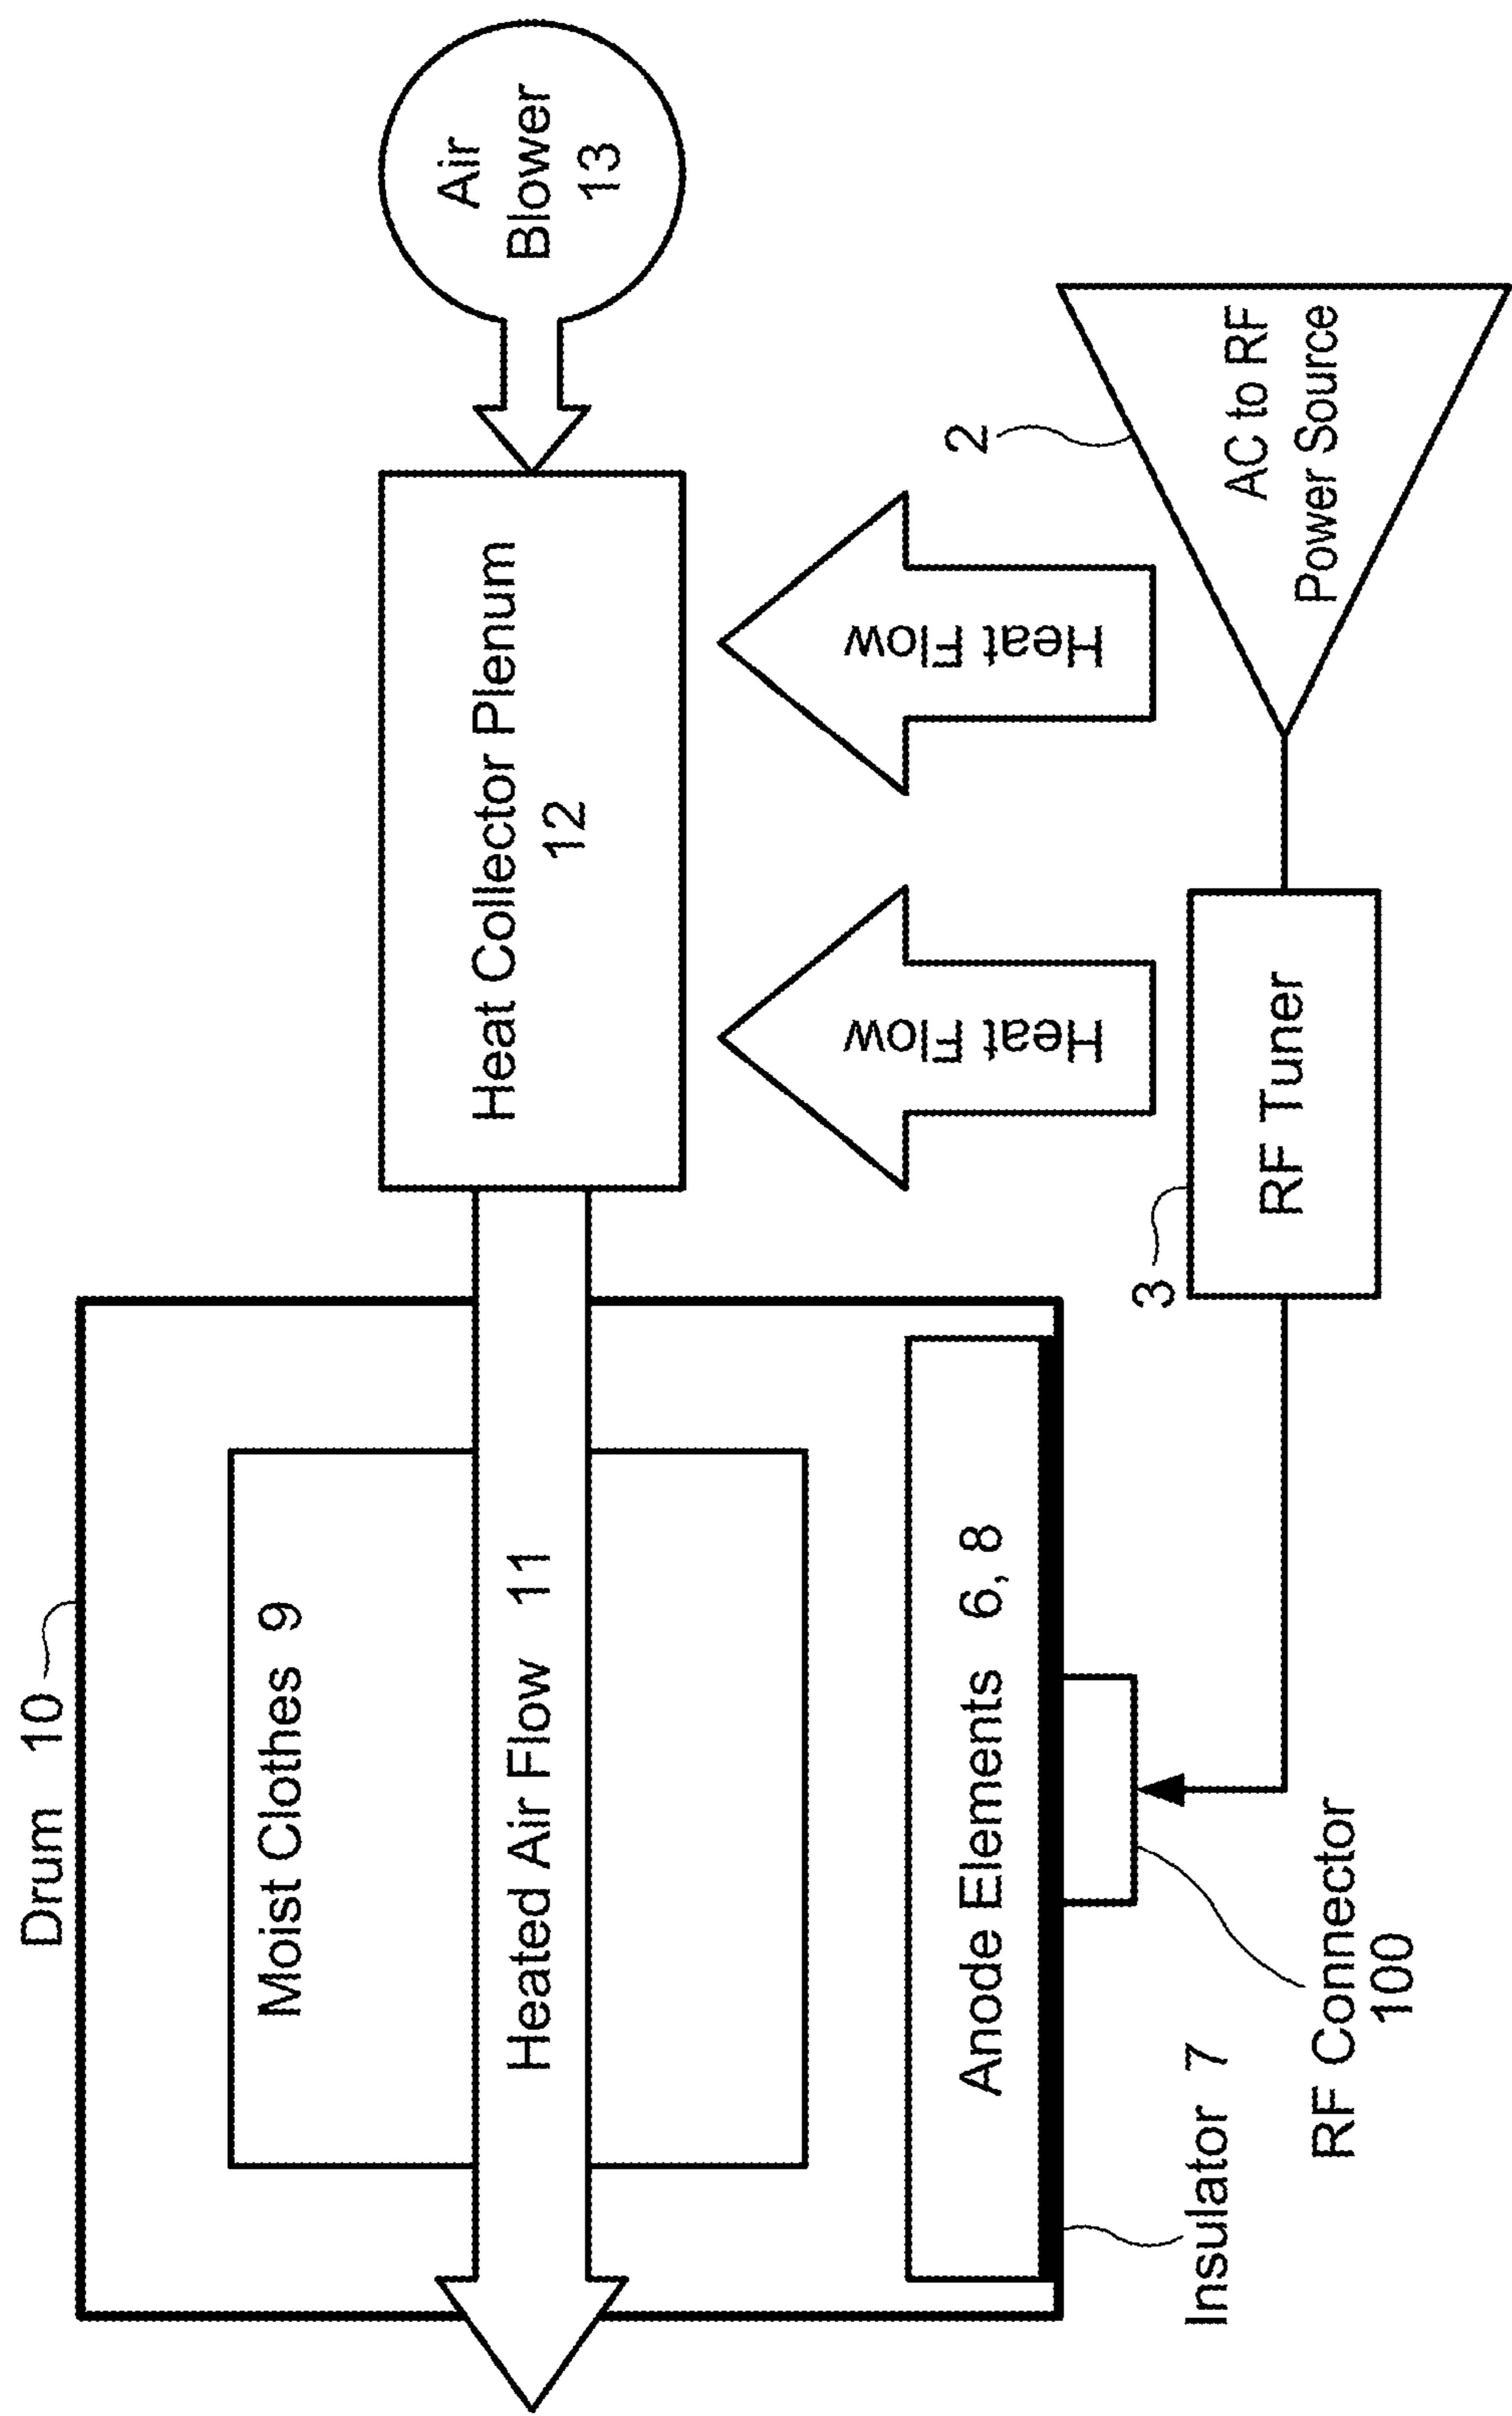 Drum 10
Moist Clothes 9
Heated Air Flow 11
Anode Elements 6, 8
Insulator 7
RF Connector
100
Heat Collector Plenum
12
Air
Blower
13
Heat Flow
Heat Flow
3
RF Tuner
2
AC to RF
Power Source